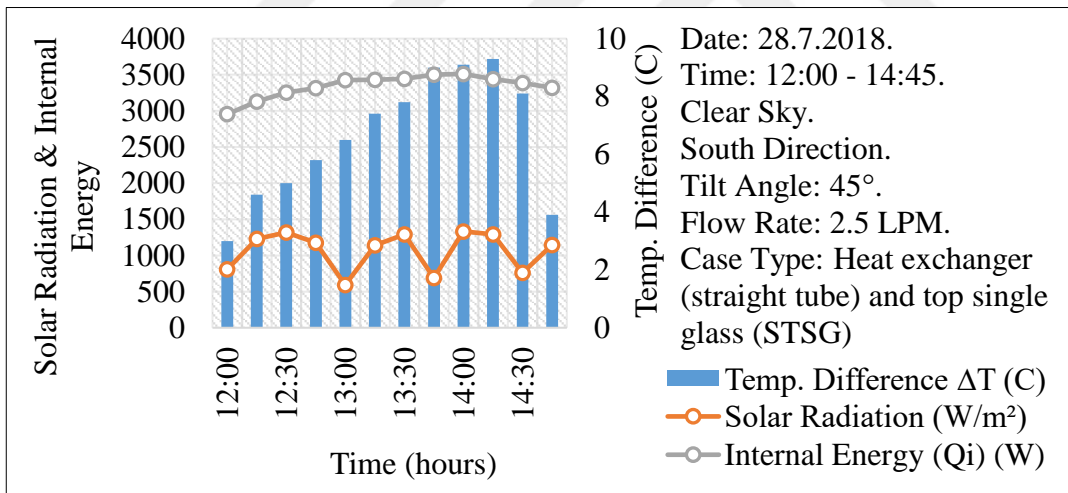 Solar Radiation & Internal
Energy
4000
3500
3000
2500
2000
1500
1000
500
0
12:00
12:30
13:00
13:30
14:00
14:30
Time (hours)
10
8
6
4
2
0
Temp. Difference (C)
Date: 28.7.2018.
Time: 12:00 - 14:45.
Clear Sky.
South Direction.
Tilt Angle: 45°.
Flow Rate: 2.5 LPM.
Case Type: Heat exchanger
(straight tube) and top single
glass (STSG)
Temp. Difference ΔT (C)
Solar Radiation (W/m²)
Internal Energy (Qi) (W)